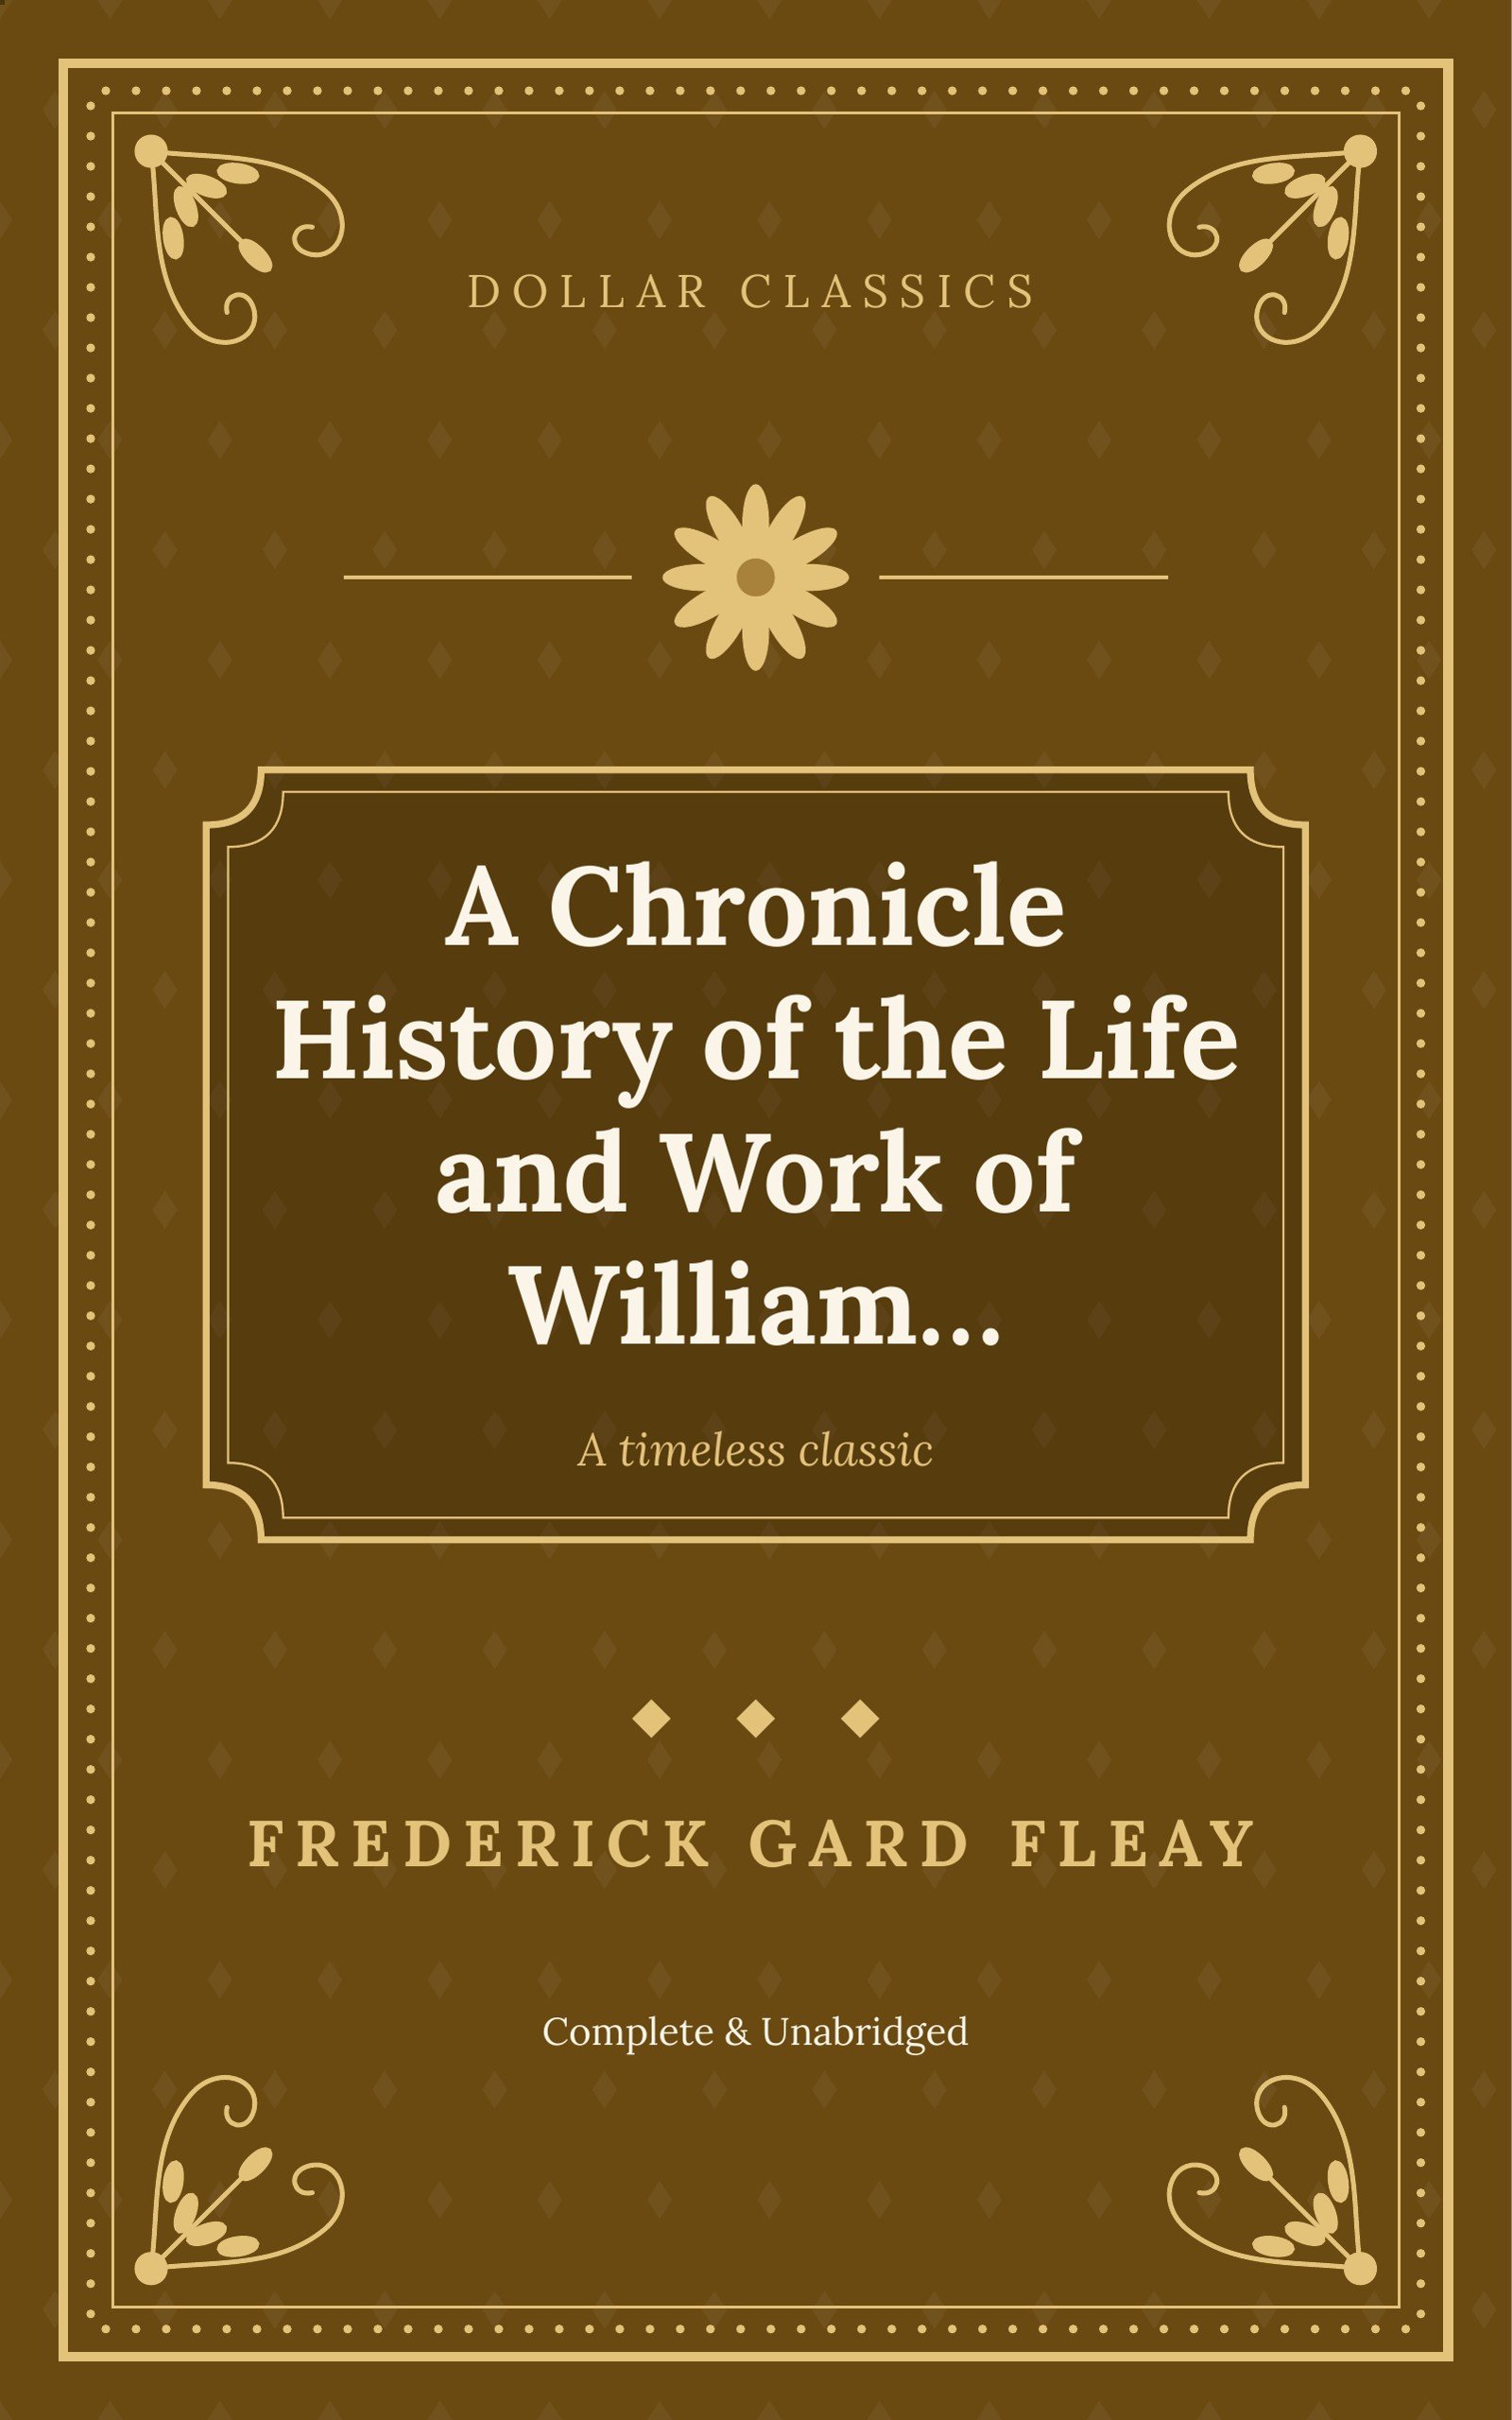 DOLLAR CLASSICS
A Chronicle
History of the Life
and Work of
William...
A timeless classic
FREDERICK GARD FLEAY
Complete & Unabridged